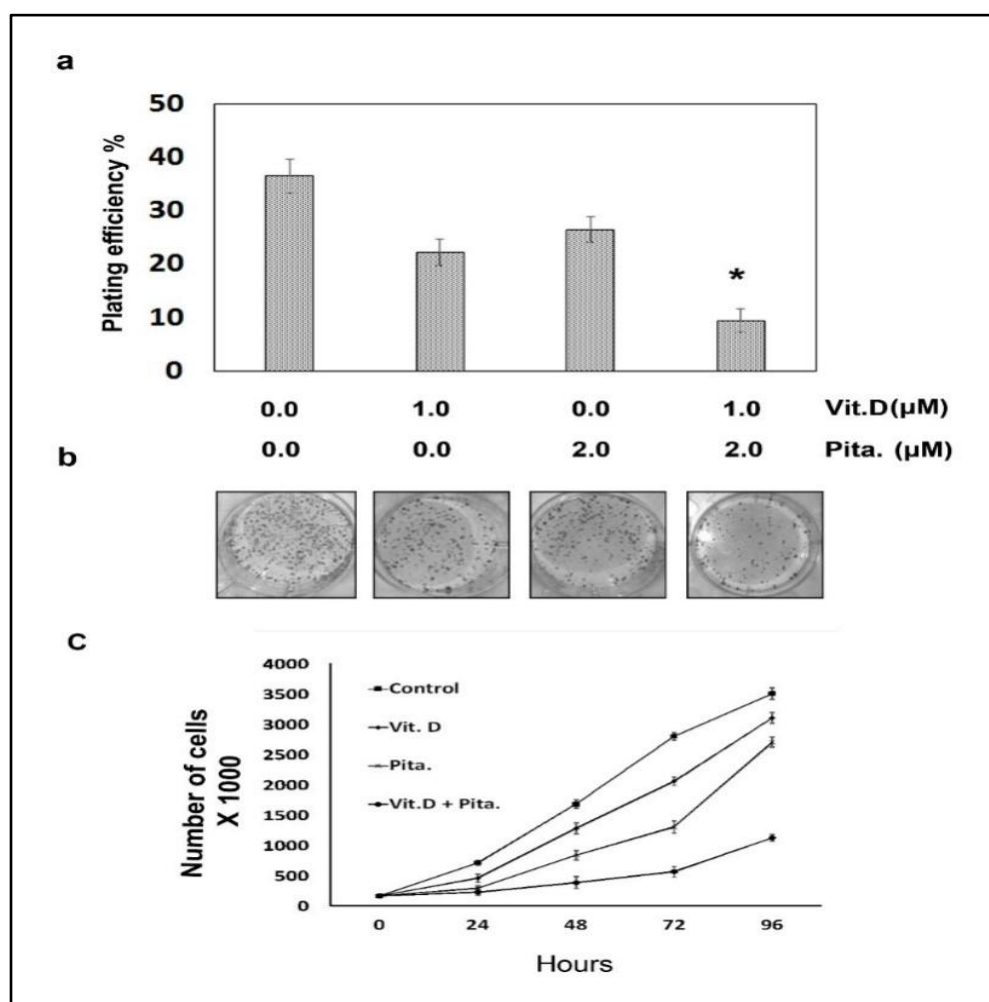 a
Plating efficiency %
50
40
30
20
10
0
*
0.0 1.0 0.0 1.0 Vit.D(µM)
0.0 0.0 2.0 2.0 Pita. (µM)
b
c
Number of cells
X 1000
4000
3500
3000
2500
2000
1500
1000
500
0
Control
Vit. D
Pita.
Vit.D + Pita.
0 24 48 72 96
Hours